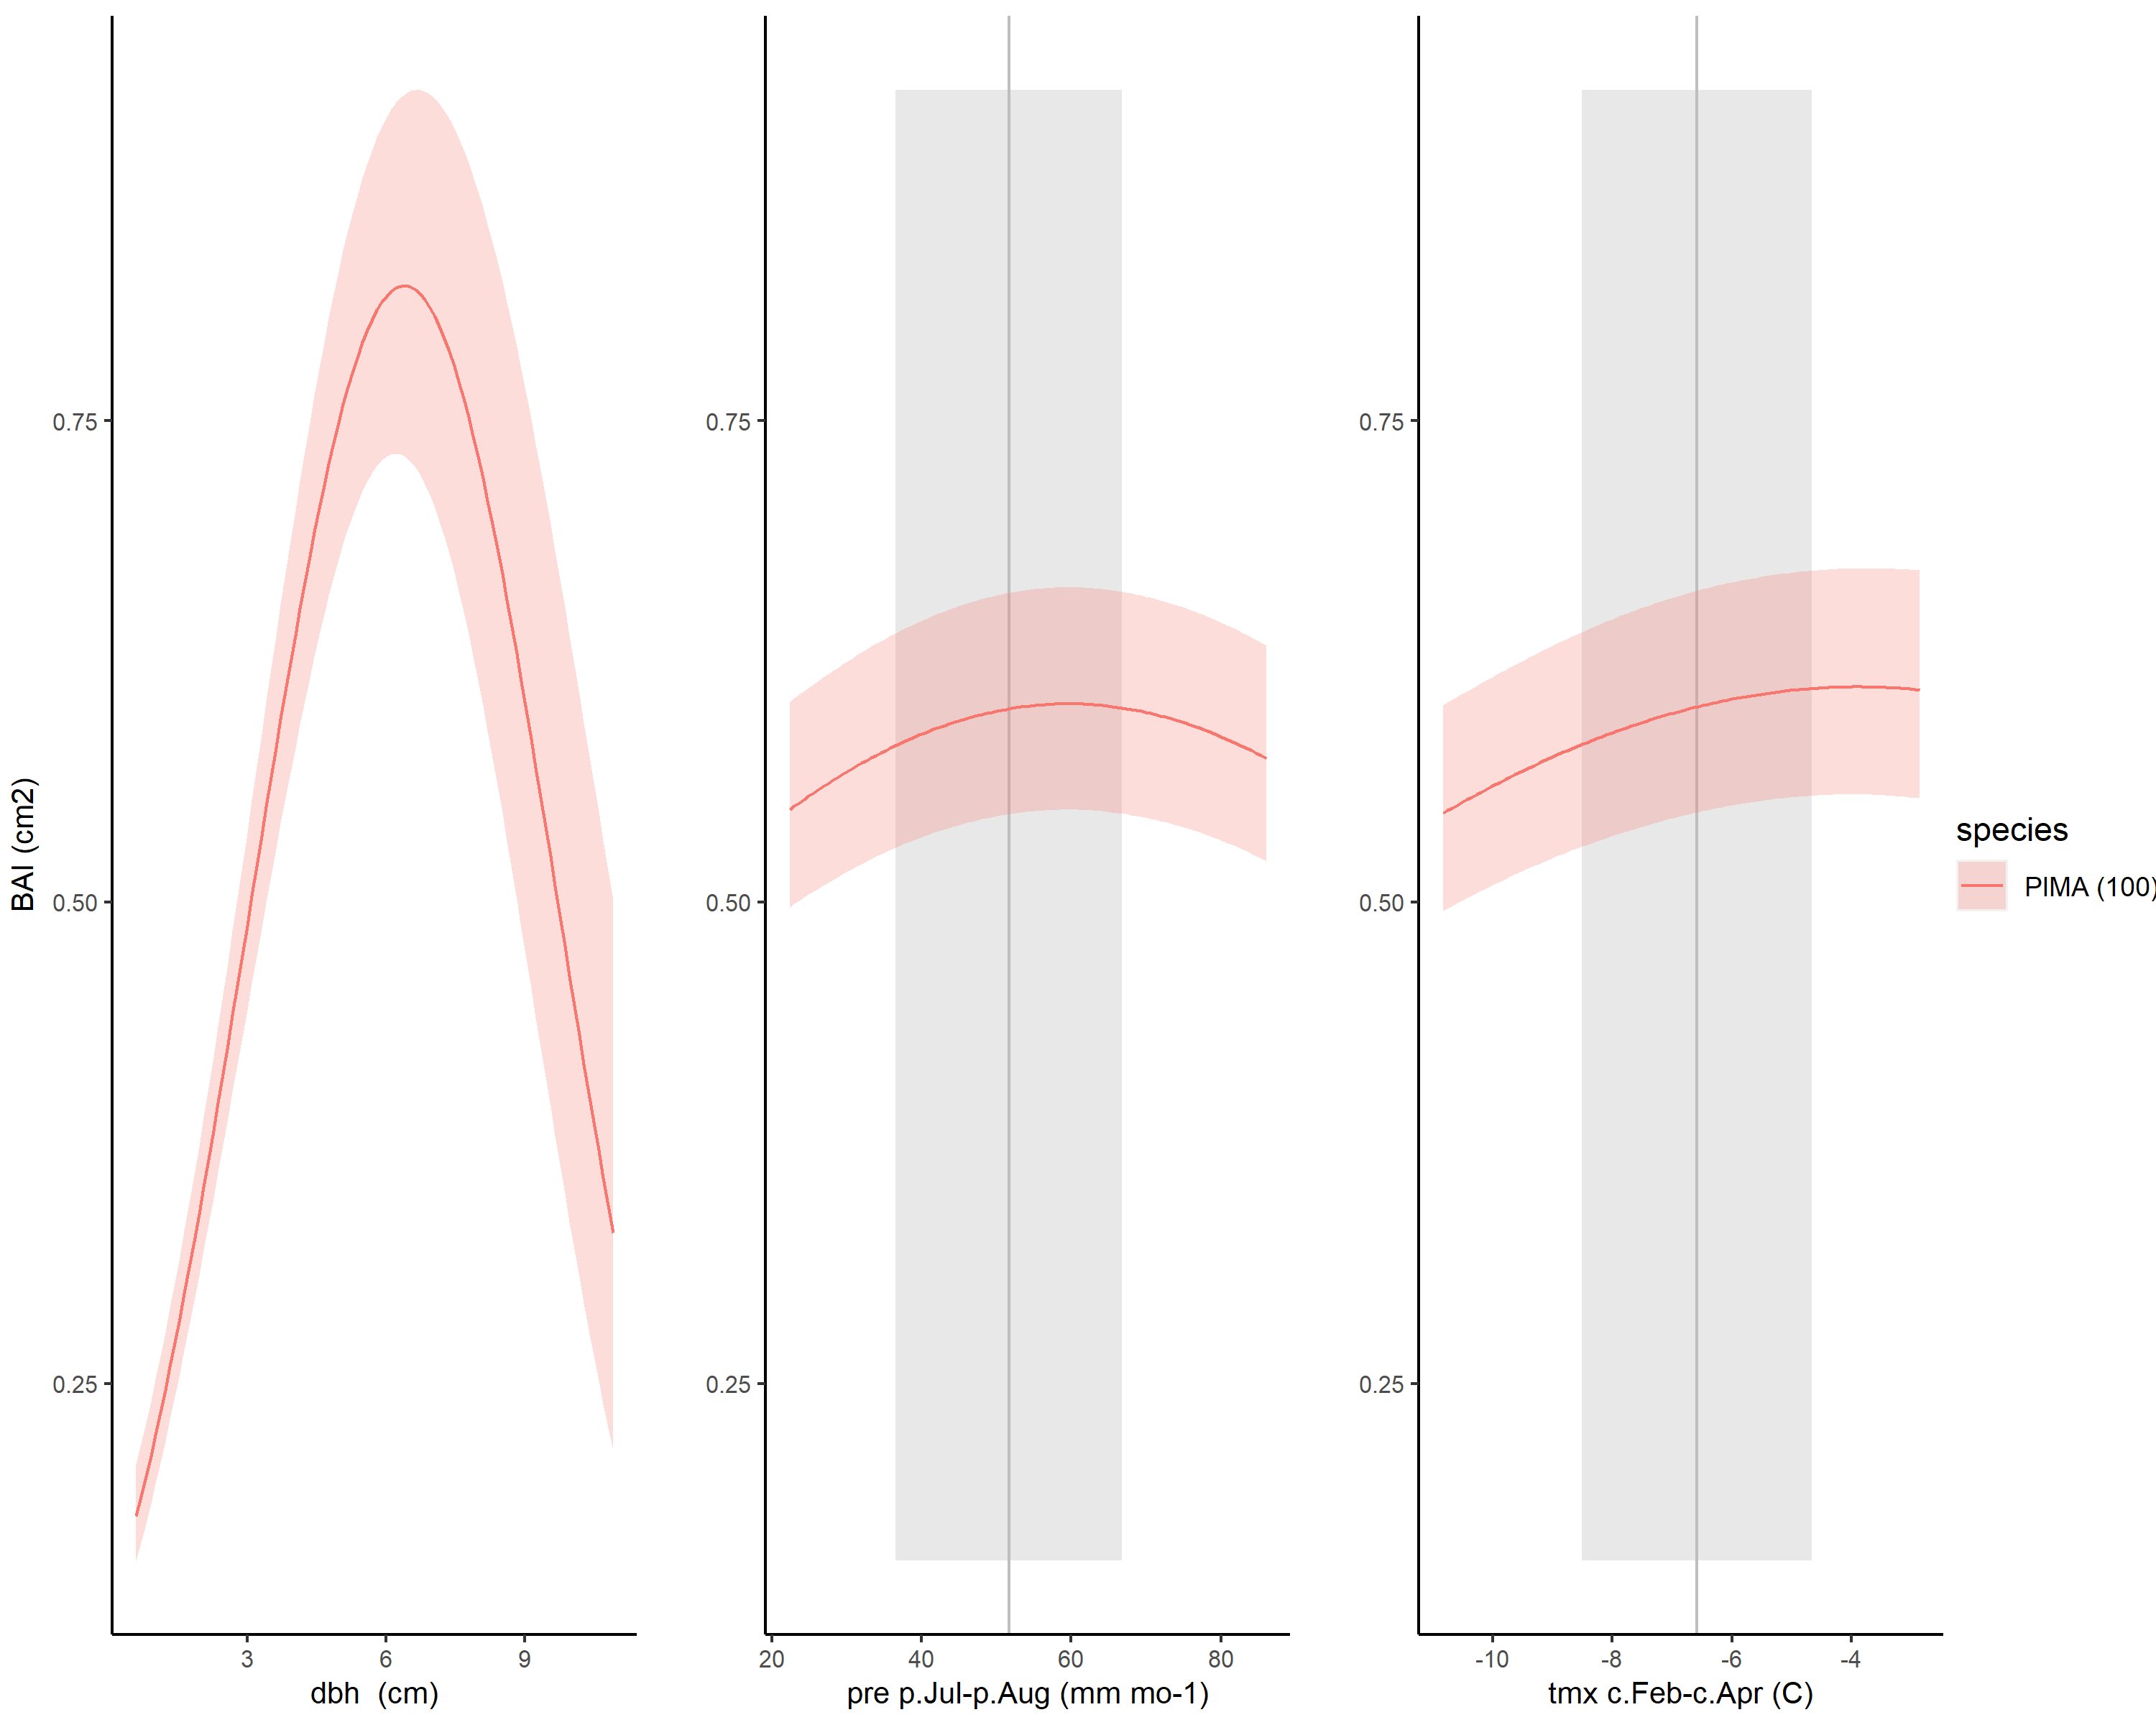 BAI (cm2)
0.75
0.50
0.25
3 6 9
dbh  (cm)
0.75
0.50
0.25
20 40 60 80
pre p.Jul-p.Aug (mm mo-1)
0.75
0.50
0.25
-10 -8 -6 -4
tmx c.Feb-c.Apr (C)
species
PIMA (100)